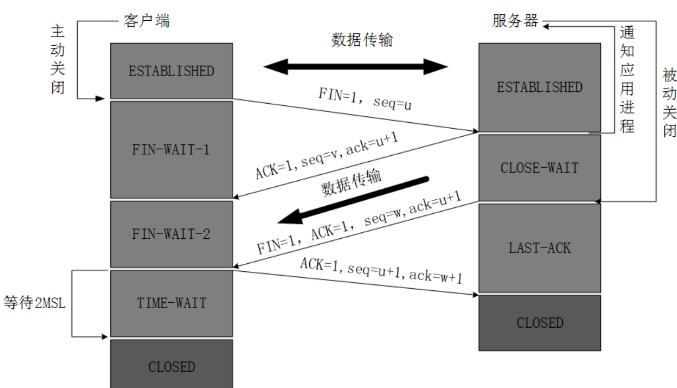 客户端
服务器
主动关闭
数据传输
通知应用进程
被动关闭
ESTABLISHED
ESTABLISHED
FIN=1, seq=u
FIN-WAIT-1
ACK=1,seq=v,ack=u+1
CLOSE-WAIT
数据传输
FIN-WAIT-2
FIN=1, ACK=1, seq=w,ack=u+1
LAST-ACK
ACK=1,seq=u+1,ack=w+1
等待2MSL
TIME-WAIT
CLOSED
CLOSED